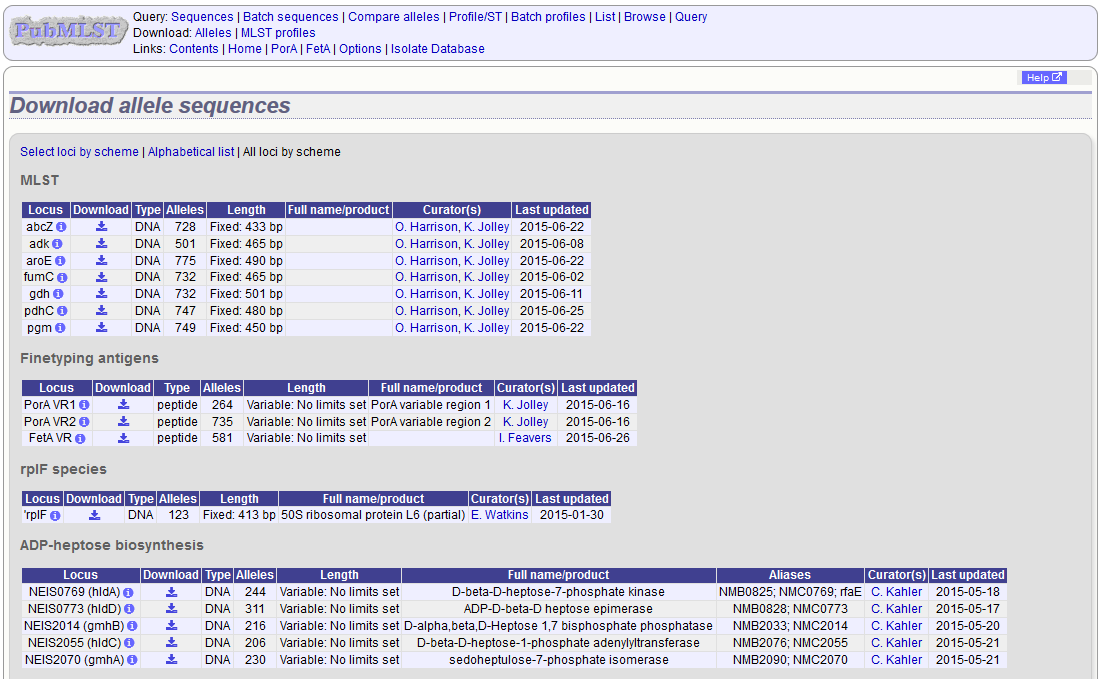 PubMLST
Query: Sequences | Batch sequences | Compare alleles | Profile/ST | Batch profiles | List | Browse | Query
Download: Alleles | MLST profiles
Links: Contents | Home | PorA | FetA | Options | Isolate Database
Help
Download allele sequences
Select loci by scheme | Alphabetical list | All loci by scheme
MLST
Locus Download Type Alleles Length Full name/product Curator(s) Last updated
abcZ DNA 728 Fixed: 433 bp O. Harrison, K. Jolley 2015-06-22
adk DNA 501 Fixed: 465 bp O. Harrison, K. Jolley 2015-06-08
aroE DNA 775 Fixed: 490 bp O. Harrison, K. Jolley 2015-06-22
fumC DNA 732 Fixed: 465 bp O. Harrison, K. Jolley 2015-06-02
gdh DNA 732 Fixed: 501 bp O. Harrison, K. Jolley 2015-06-11
pdhC DNA 747 Fixed: 480 bp O. Harrison, K. Jolley 2015-06-25
pgm DNA 749 Fixed: 450 bp O. Harrison, K. Jolley 2015-06-22
Finetyping antigens
Locus Download Type Alleles Length Full name/product Curator(s) Last updated
PorA VR1 peptide 264 Variable: No limits set PorA variable region 1 K. Jolley 2015-06-16
PorA VR2 peptide 735 Variable: No limits set PorA variable region 2 K. Jolley 2015-06-16
FetA VR peptide 581 Variable: No limits set I. Feavers 2015-06-26
rplF species
Locus Download Type Alleles Length Full name/product Curator(s) Last updated
'rplF DNA 123 Fixed: 413 bp 50S ribosomal protein L6 (partial) E. Watkins 2015-01-30
ADP-heptose biosynthesis
Locus Download Type Alleles Length Full name/product Aliases Curator(s) Last updated
NEIS0769 (hldA) DNA 244 Variable: No limits set D-beta-D-heptose-7-phosphate kinase NMB0825; NMC0769; rfaE C. Kahler 2015-05-18
NEIS0773 (hldD) DNA 311 Variable: No limits set ADP-D-beta-D heptose epimerase NMB0828; NMC0773 C. Kahler 2015-05-17
NEIS2014 (gmhB) DNA 216 Variable: No limits set D-alpha,beta,D-Heptose 1,7 bisphosphate phosphatase NMB2033; NMC2014 C. Kahler 2015-05-20
NEIS2055 (hldC) DNA 206 Variable: No limits set D-beta-D-heptose-1-phosphate adenylyltransferase NMB2076; NMC2055 C. Kahler 2015-05-21
NEIS2070 (gmhA) DNA 230 Variable: No limits set sedoheptulose-7-phosphate isomerase NMB2090; NMC2070 C. Kahler 2015-05-21